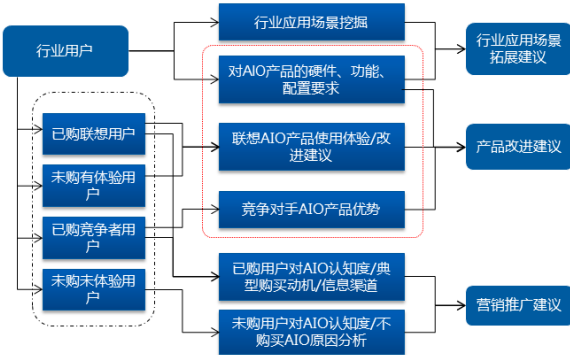 行业用户
已购联想用户
未购有体验用
户
已购竞争者用
户
未购未体验用
户
行业应用场景挖掘
对AIO产品的硬件、功能、
配置要求
联想AIO产品使用体验/改
进建议
竞争对手AIO产品优势
已购用户对AIO认知度/典
型购买动机/信息渠道
未购用户对AIO认知度/不
购买AIO原因分析
行业应用场景
拓展建议
产品改进建议
营销推广建议